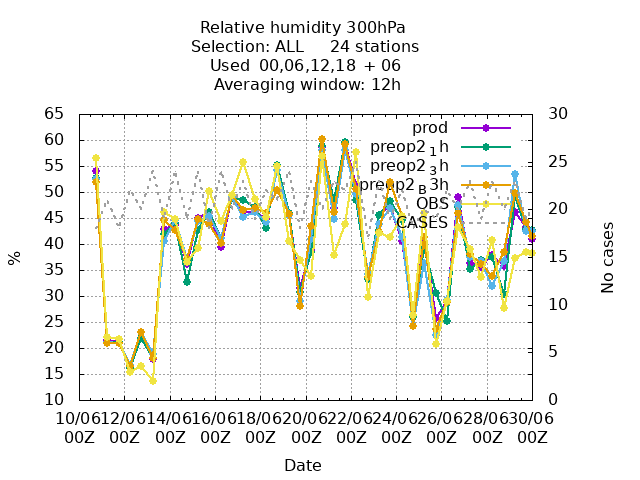 Relative humidity 300hPa
Selection: ALL 24 stations
Used 00,06,12,18 + 06
Averaging window: 12h
65 30
60
prod
preop2 1h
55 25
preop2 3h
preop2 B3h
50
OBS
20
45
CASES
40
15
35
30 10
25
20 5
15
10 0
%
No cases
10/06 12/06 14/06 16/06 18/06 20/06 22/06 24/06 26/06 28/06 30/06
00Z 00Z 00Z 00Z 00Z 00Z 00Z 00Z 00Z 00Z 00Z
Date